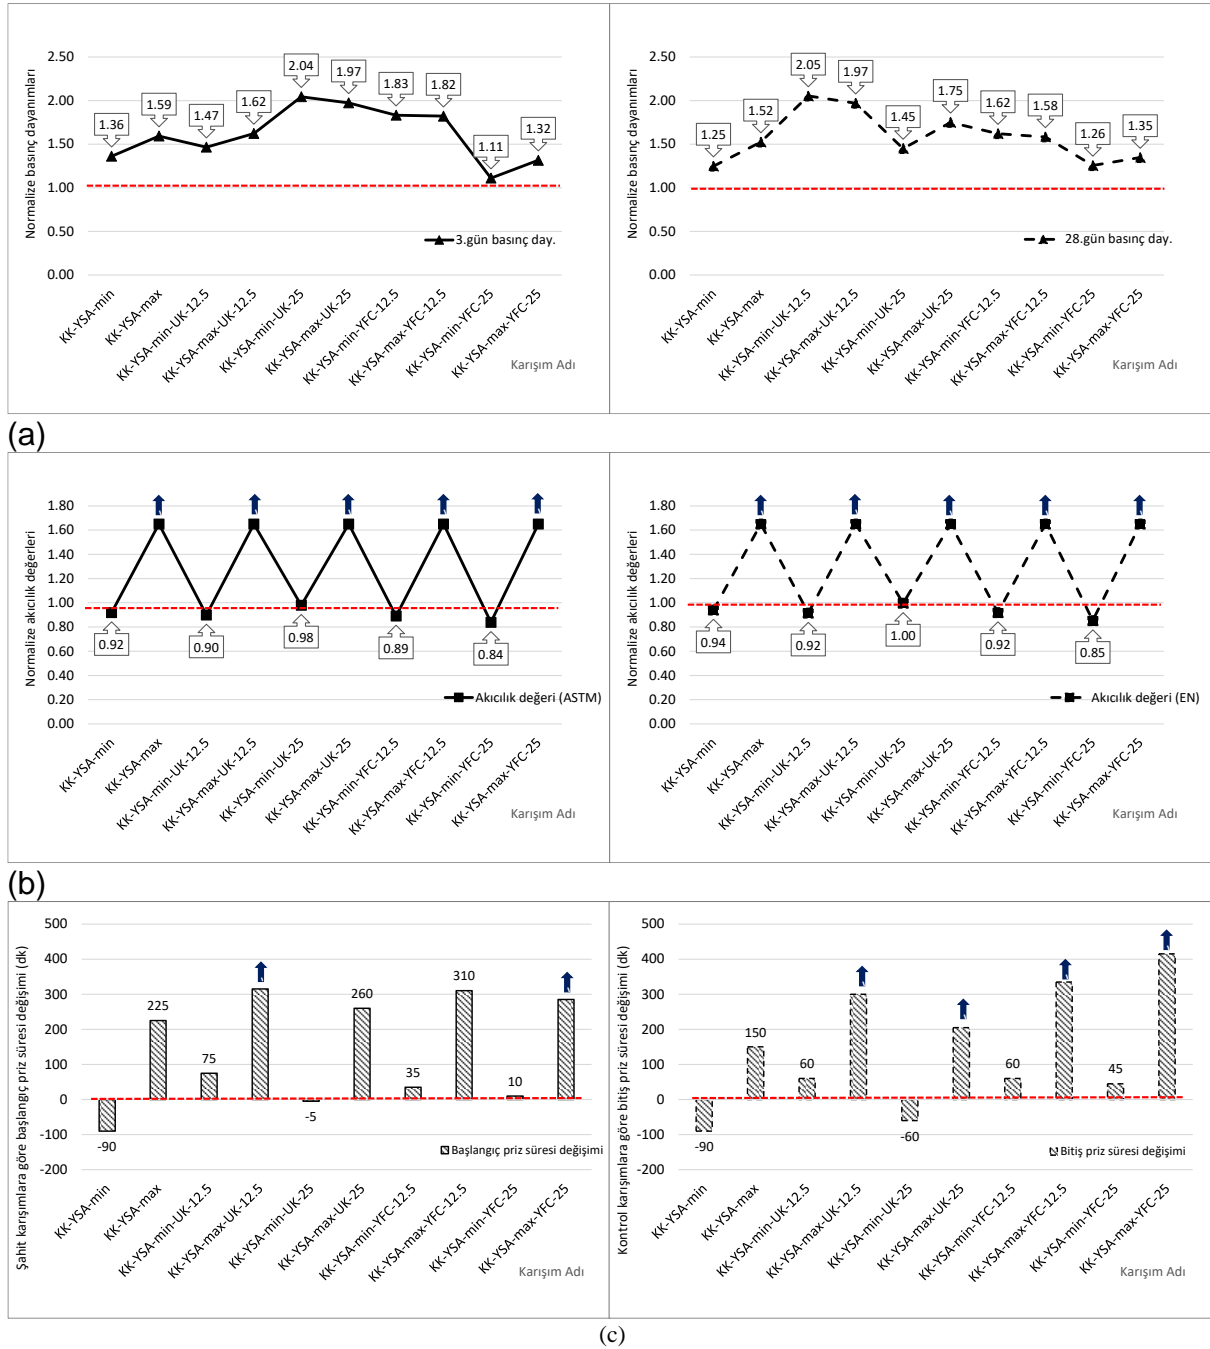 Normalize basınç dayanımları
2.50
2.00
1.50
1.00
0.50
0.00
1.36
1.59
1.47
1.62
2.04
1.97
1.83
1.82
1.11
1.32
3.gün basınç day.
KK-YSA-min
KK-YSA-max
KK-YSA-min-UK-12.5
KK-YSA-max-UK-12.5
KK-YSA-min-UK-25
KK-YSA-max-UK-25
KK-YSA-min-YFC-12.5
KK-YSA-max-YFC-12.5
KK-YSA-min-YFC-25
KK-YSA-max-YFC-25
Karışım Adı
Normalize basınç dayanımları
2.50
2.00
1.50
1.00
0.50
0.00
1.25
1.52
2.05
1.97
1.45
1.75
1.62
1.58
1.26
1.35
28.gün basınç day.
KK-YSA-min
KK-YSA-max
KK-YSA-min-UK-12.5
KK-YSA-max-UK-12.5
KK-YSA-min-UK-25
KK-YSA-max-UK-25
KK-YSA-min-YFC-12.5
KK-YSA-max-YFC-12.5
KK-YSA-min-YFC-25
KK-YSA-max-YFC-25
Karışım Adı
(a)
Normalize akıcılık değerleri
1.80
1.60
1.40
1.20
1.00
0.80
0.60
0.40
0.20
0.00
0.92
0.90
0.98
0.89
0.84
Akıcılık değeri (ASTM)
KK-YSA-min
KK-YSA-max
KK-YSA-min-UK-12.5
KK-YSA-max-UK-12.5
KK-YSA-min-UK-25
KK-YSA-max-UK-25
KK-YSA-min-YFC-12.5
KK-YSA-max-YFC-12.5
KK-YSA-min-YFC-25
KK-YSA-max-YFC-25
Karışım Adı
Normalize akıcılık değerleri
1.80
1.60
1.40
1.20
1.00
0.80
0.60
0.40
0.20
0.00
0.94
0.92
1.00
0.92
0.85
Akıcılık değeri (EN)
KK-YSA-min
KK-YSA-max
KK-YSA-min-UK-12.5
KK-YSA-max-UK-12.5
KK-YSA-min-UK-25
KK-YSA-max-UK-25
KK-YSA-min-YFC-12.5
KK-YSA-max-YFC-12.5
KK-YSA-min-YFC-25
KK-YSA-max-YFC-25
Karışım Adı
(b)
Şahit karışımlara göre başlangıç priz süresi değişimi (dk)
500
400
300
200
100
0
-100
-200
-90
225
75
-5
260
35
310
10
Başlangıç priz süresi değişimi
KK-YSA-min
KK-YSA-max
KK-YSA-min-UK-12.5
KK-YSA-max-UK-12.5
KK-YSA-min-UK-25
KK-YSA-max-UK-25
KK-YSA-min-YFC-12.5
KK-YSA-max-YFC-12.5
KK-YSA-min-YFC-25
KK-YSA-max-YFC-25
Karışım Adı
Kontrol karışımlara göre bitiş priz süresi değişimi (dk)
500
400
300
200
100
0
-100
-200
-90
150
60
-60
60
45
Bitiş priz süresi değişimi
KK-YSA-min
KK-YSA-max
KK-YSA-min-UK-12.5
KK-YSA-max-UK-12.5
KK-YSA-min-UK-25
KK-YSA-max-UK-25
KK-YSA-min-YFC-12.5
KK-YSA-max-YFC-12.5
KK-YSA-min-YFC-25
KK-YSA-max-YFC-25
Karışım Adı
(c)